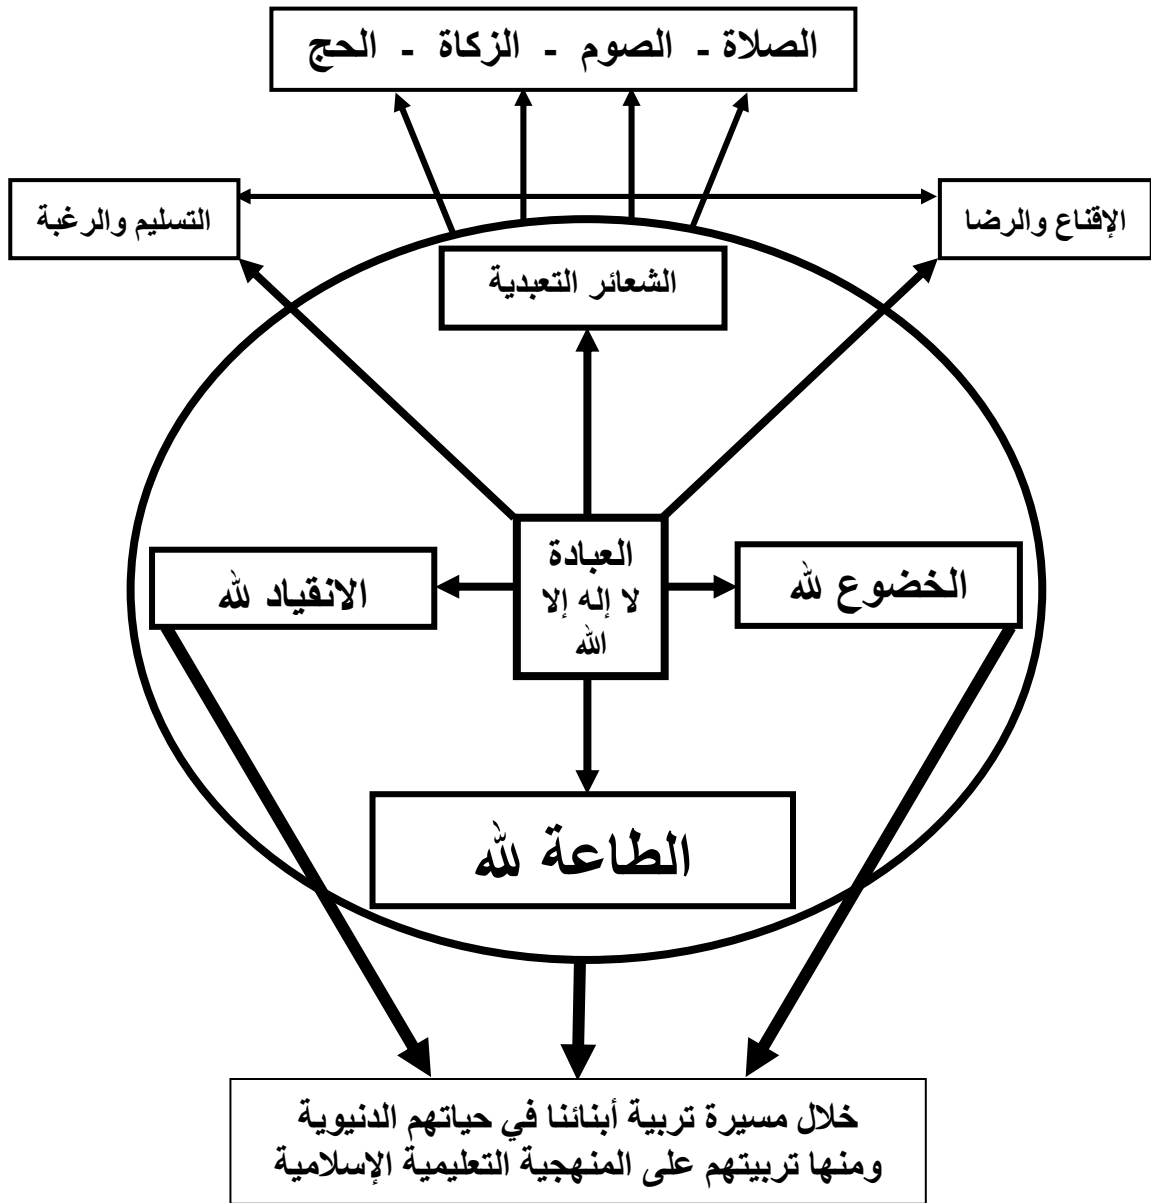 الصلاة - الصوم - الزكاة - الحج
الإقناع والرضا
التسليم والرغبة
الشعائر التعبدية
العبادة
لا إله إلا
الله
الخضوع لله
الانقياد لله
الطاعة لله
خلال مسيرة تربية أبنائنا في حياتهم الدنيوية
ومنها تربيتهم على المنهجية التعليمية الإسلامية